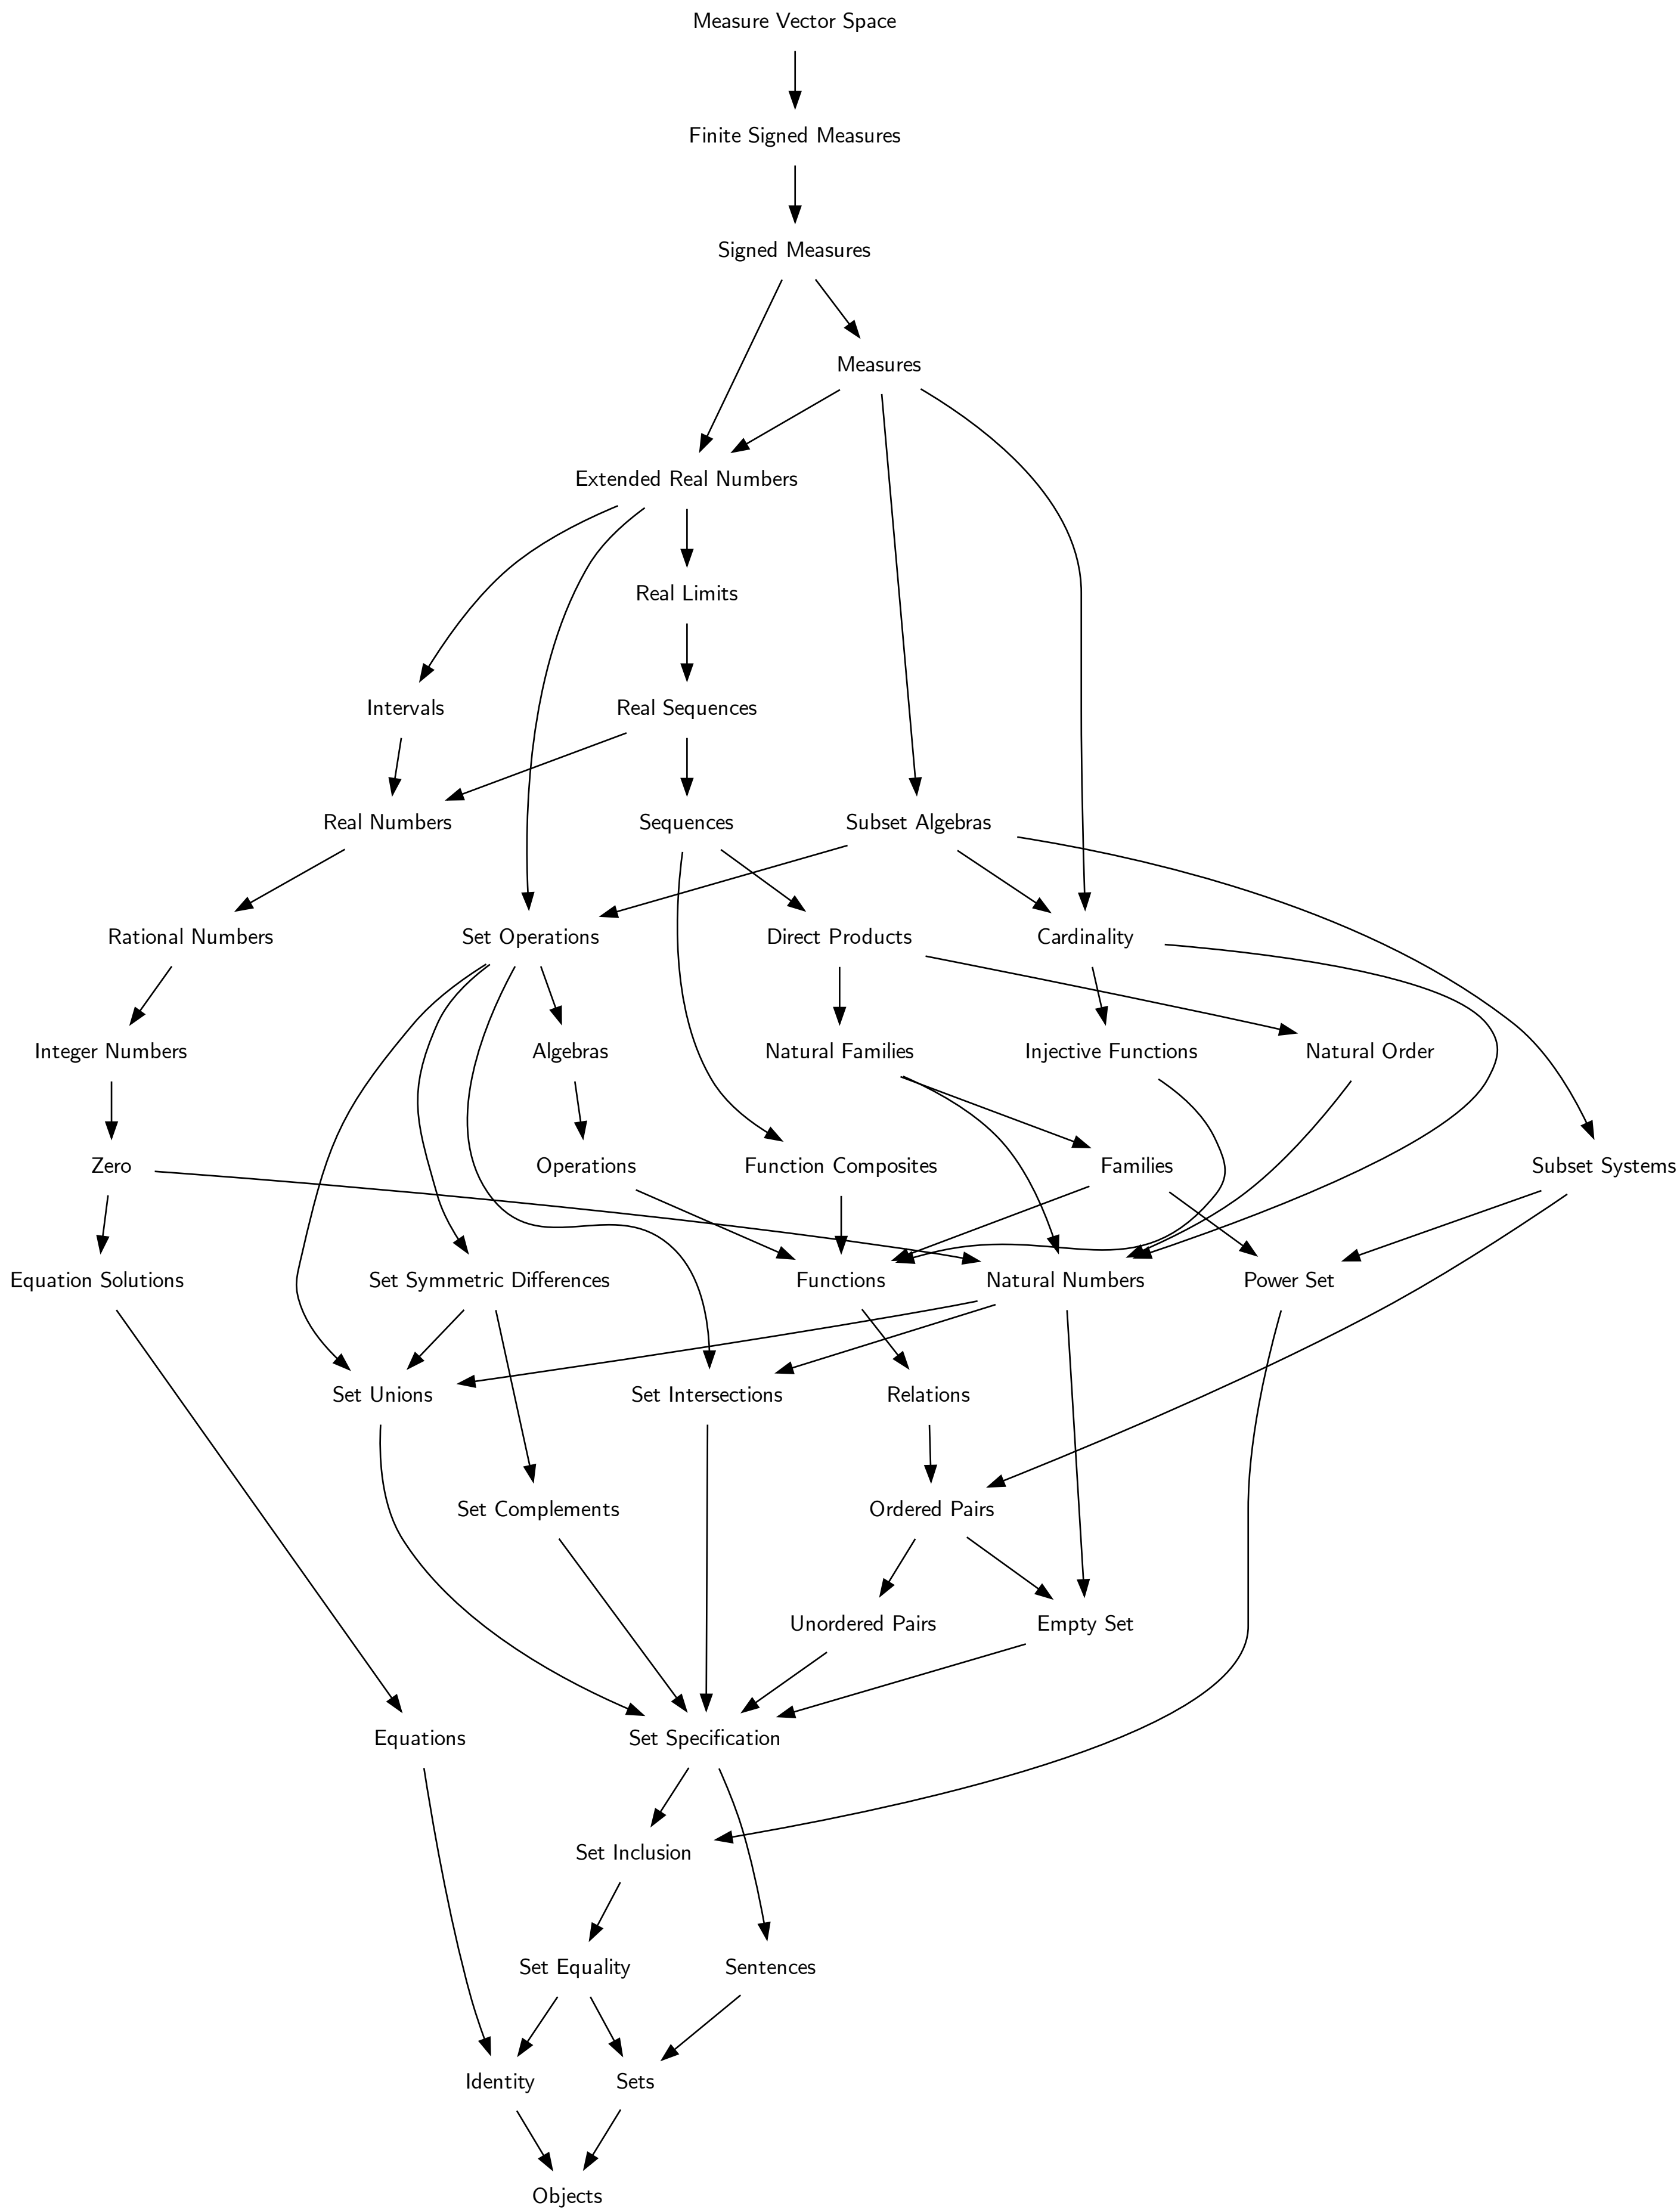 Measure Vector Space
Finite Signed Measures
Signed Measures
Measures
Extended Real Numbers
Real Limits
Intervals
Real Sequences
Real Numbers
Sequences
Subset Algebras
Rational Numbers
Set Operations
Direct Products
Cardinality
Integer Numbers
Algebras
Natural Families
Injective Functions
Natural Order
Zero
Operations
Function Composites
Families
Subset Systems
Equation Solutions
Set Symmetric Differences
Functions
Natural Numbers
Power Set
Set Unions
Set Intersections
Relations
Set Complements
Ordered Pairs
Unordered Pairs
Empty Set
Equations
Set Specification
Set Inclusion
Set Equality
Sentences
Identity
Sets
Objects